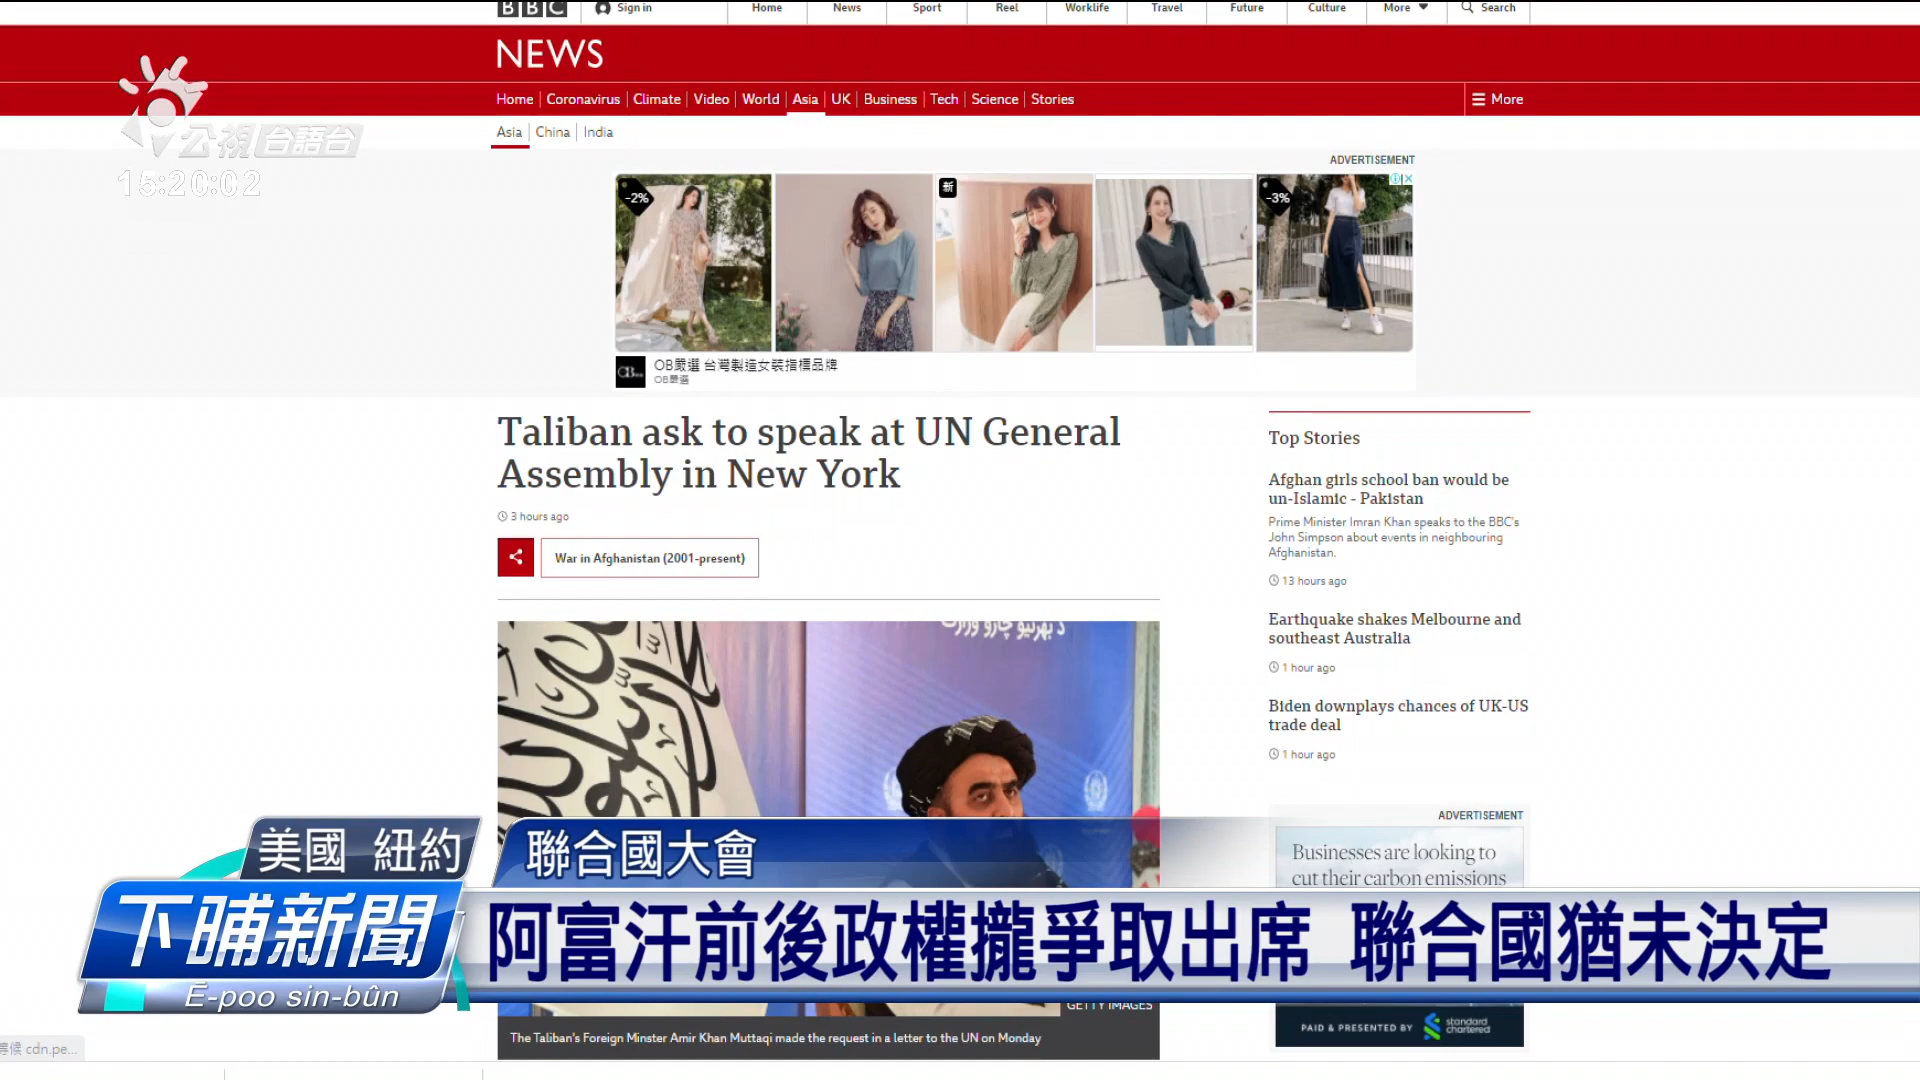 BBC
Sign in
Home
News
Sport
Reel
Worklife
Travel
Future
Culture
More
Search
NEWS
Home
Coronavirus
Climate
Video
World
Asia
UK
Business
Tech
Science
Stories
More
Asia
China
India
公視台語台
15:20:02
ADVERTISEMENT
-2%
新
-3%
OB嚴選 台灣製造女裝指標品牌
OB嚴選
Taliban ask to speak at UN General
Assembly in New York
3 hours ago
War in Afghanistan (2001-present)
Top Stories
Afghan girls school ban would be
un-Islamic - Pakistan
Prime Minister Imran Khan speaks to the BBC's
John Simpson about events in neighbouring
Afghanistan.
13 hours ago
Earthquake shakes Melbourne and
southeast Australia
1 hour ago
Biden downplays chances of UK-US
trade deal
1 hour ago
ADVERTISEMENT
Businesses are looking to
cut their carbon emissions
PAID & PRESENTED BY
standard
chartered
美國 紐約
聯合國大會
下晡新聞
Ē-poo sin-bûn
阿富汗前後政權攏爭取出席 聯合國猶未決定
GETTY IMAGES
The Taliban's Foreign Minster Amir Khan Muttaqi made the request in a letter to the UN on Monday
等候 cdn.pe...